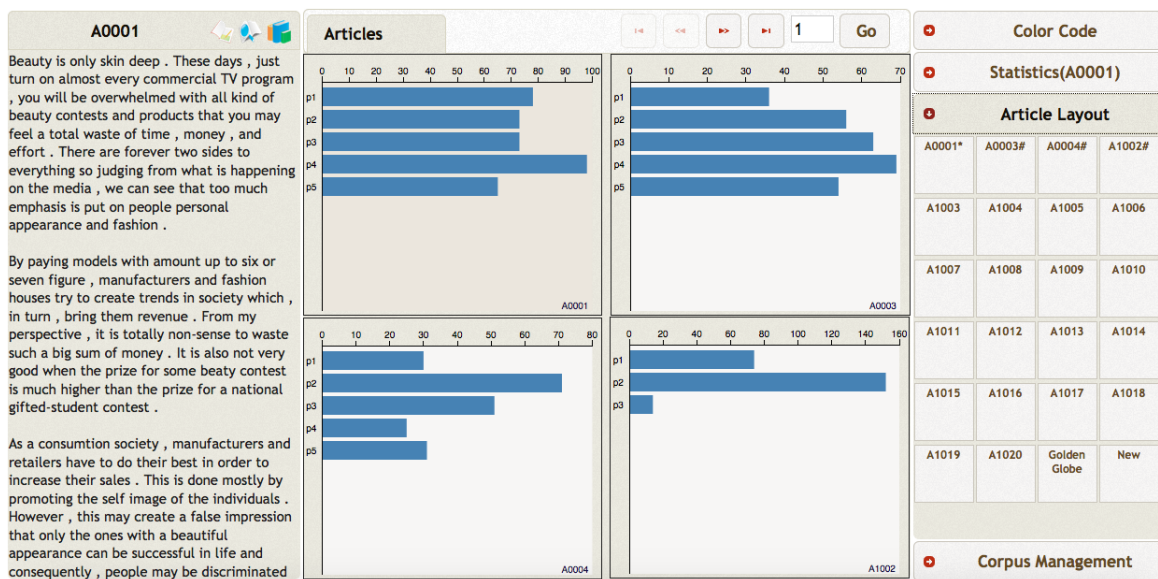 A0001
Beauty is only skin deep . These days , just
turn on almost every commercial TV program
, you will be overwhelmed with all kind of
beauty contests and products that you may
feel a total waste of time , money , and
effort . There are forever two sides to
everything so judging from what is happening
on the media , we can see that too much
emphasis is put on people personal
appearance and fashion .
By paying models with amount up to six or
seven figure , manufacturers and fashion
houses try to create trends in society which ,
in turn , bring them revenue . From my
perspective , it is totally non-sense to waste
such a big sum of money . It is also not very
good when the prize for some beaty contest
is much higher than the prize for a national
gifted-student contest .
As a consumtion society , manufacturers and
retailers have to do their best in order to
increase their sales . This is done mostly by
promoting the self image of the individuals .
However , this may create a false impression
that only the ones with a beautiful
appearance can be successful in life and
consequently , people may be discriminated
Articles
1
Go
0 10 20 30 40 50 60 70 80 90 100
p1
p2
p3
p4
p5
A0001
0 10 20 30 40 50 60 70
p1
p2
p3
p4
p5
A0003
0 10 20 30 40 50 60 70 80
p1
p2
p3
p4
p5
A0004
0 20 40 60 80 100 120 140 160
p1
p2
p3
A1002
Color Code
Statistics(A0001)
Article Layout
A0001* A0003# A0004# A1002#
A1003 A1004 A1005 A1006
A1007 A1008 A1009 A1010
A1011 A1012 A1013 A1014
A1015 A1016 A1017 A1018
A1019 A1020 Golden New
Globe
Corpus Management